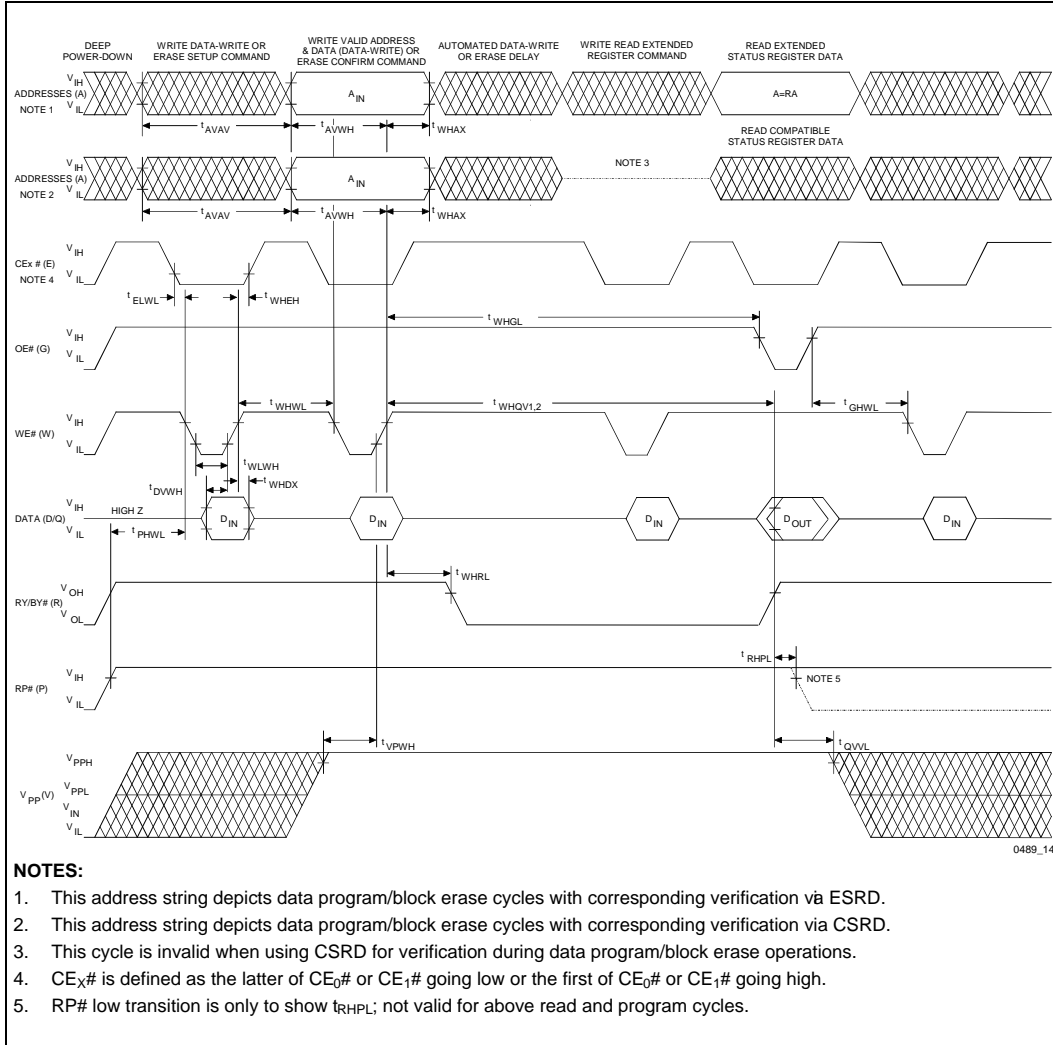 DEEP POWER-DOWN
WRITE DATA-WRITE OR ERASE SETUP COMMAND
WRITE VALID ADDRESS & DATA (DATA-WRITE) OR ERASE CONFIRM COMMAND
AUTOMATED DATA-WRITE OR ERASE DELAY
WRITE READ EXTENDED REGISTER COMMAND
READ EXTENDED STATUS REGISTER DATA
ADDRESSES (A)
NOTE 1
V IH
V IL
A IN
A=RA
t AVAV
t AVWH
t WHAX
READ COMPATIBLE STATUS REGISTER DATA
ADDRESSES (A)
NOTE 2
V IH
V IL
A IN
NOTE 3
t AVAV
t AVWH
t WHAX
CEx # (E)
NOTE 4
V IH
V IL
t ELWL
t WHEH
t WHGL
OE# (G)
V IH
V IL
t WHWL
t WHQV1,2
t GHWL
WE# (W)
V IH
V IL
t WLWH
t DVWH
t WHDX
DATA (D/Q)
V IH
V IL
HIGH Z
D IN
D IN
D IN
D OUT
D IN
t PHWL
t WHRL
RY/BY# (R)
V OH
V OL
t RHPL
RP# (P)
V IH
V IL
NOTE 5
t VPWH
t QVVL
V PP (V)
V PPH
V PPL
V IN
V IL
0489_14
NOTES:
1. This address string depicts data program/block erase cycles with corresponding verification via ESRD.
2. This address string depicts data program/block erase cycles with corresponding verification via CSRD.
3. This cycle is invalid when using CSRD for verification during data program/block erase operations.
4. CEX# is defined as the latter of CE0# or CE1# going low or the first of CE0# or CE1# going high.
5. RP# low transition is only to show tRHPL; not valid for above read and program cycles.